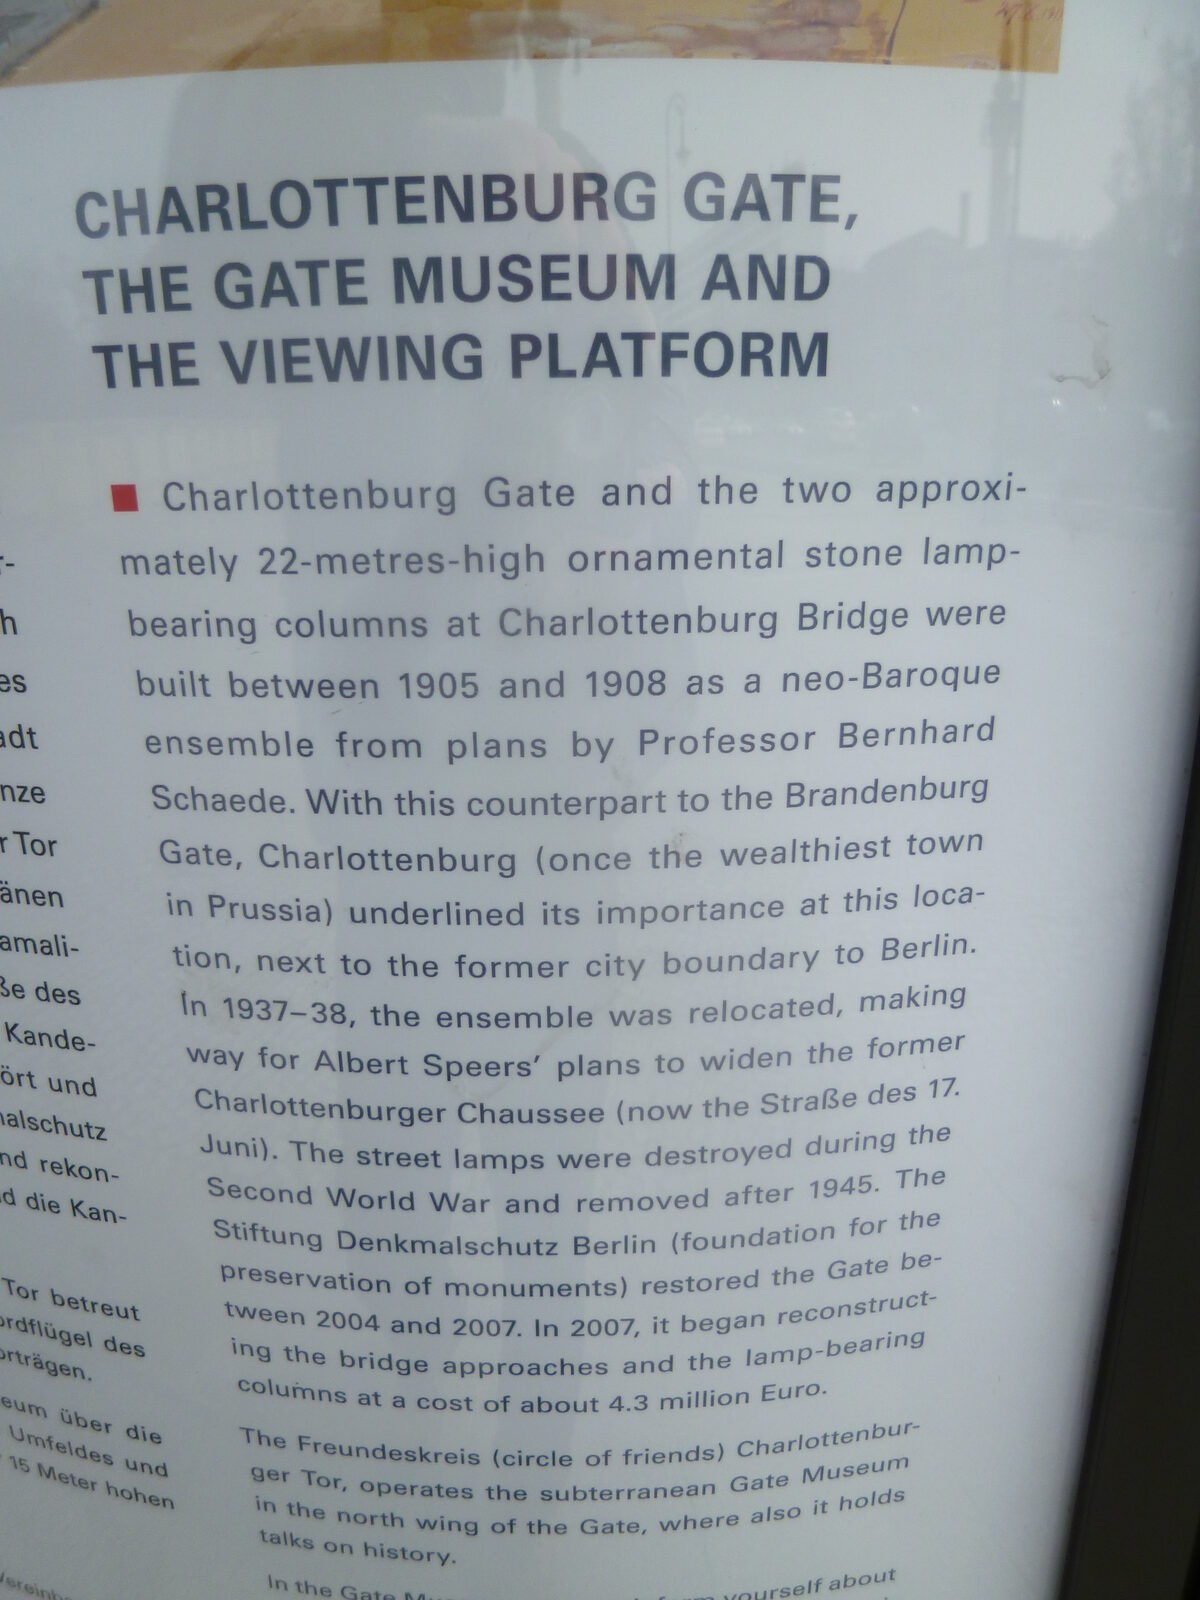 CHARLOTTENBURG GATE,
THE GATE MUSEUM AND
THE VIEWING PLATFORM
■ Charlottenburg Gate and the two approxi-
mately 22-metres-high ornamental stone lamp-
bearing columns at Charlottenburg Bridge were
built between 1905 and 1908 as a neo-Baroque
ensemble from plans by Professor Bernhard
Schaede. With this counterpart to the Brandenburg
Gate, Charlottenburg (once the wealthiest town
in Prussia) underlined its importance at this loca-
tion, next to the former city boundary to Berlin.
In 1937–38, the ensemble was relocated, making
way for Albert Speers’ plans to widen the former
Charlottenburger Chaussee (now the Straße des 17.
Juni). The street lamps were destroyed during the
Second World War and removed after 1945. The
Stiftung Denkmalschutz Berlin (foundation for the
preservation of monuments) restored the Gate be-
tween 2004 and 2007. In 2007, it began reconstruct-
ing the bridge approaches and the lamp-bearing
columns at a cost of about 4.3 million Euro.
The Freundeskreis (circle of friends) Charlottenbur-
ger Tor, operates the subterranean Gate Museum
in the north wing of the Gate, where also it holds
talks on history.
In the Gate yourself about
r-
h
es
adt
nze
r Tor
änen
amali-
ße des
Kande-
ört und
nalschutz
nd rekon-
d die Kan-
Tor betreut
ordflügel des
orträgen.
eum über die
Umfeldes und
15 Meter hohen